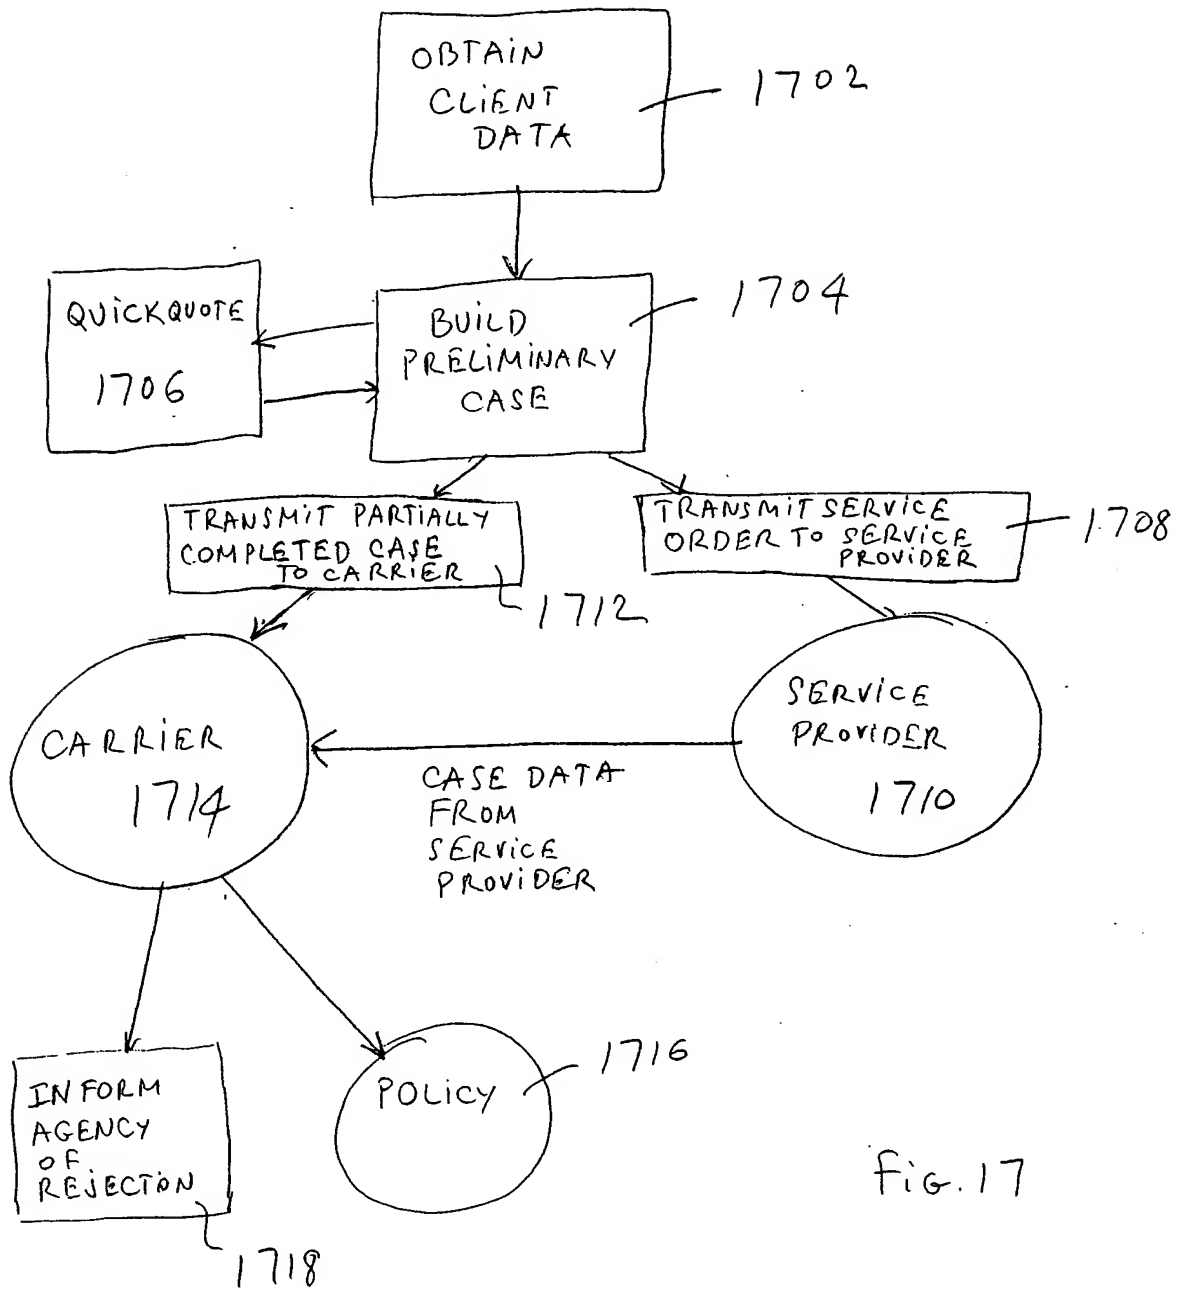 OBTAIN
CLIENT
DATA
1702
QUICKQUOTE
1706
BUILD
PRELIMINARY
CASE
1704
TRANSMIT PARTIALLY
COMPLETED CASE
TO CARRIER
1712
TRANSMIT SERVICE
ORDER TO SERVICE
PROVIDER
1708
CARRIER
1714
CASE DATA
FROM
SERVICE
PROVIDER
SERVICE
PROVIDER
1710
INFORM
AGENCY
OF
REJECTION
1718
POLICY
1716
Fig. 17